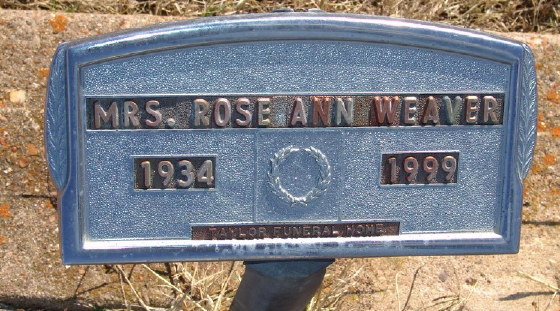 MRS. ROSE ANN WEAVER
1934 1999
TAYLOR FUNERAL HOME